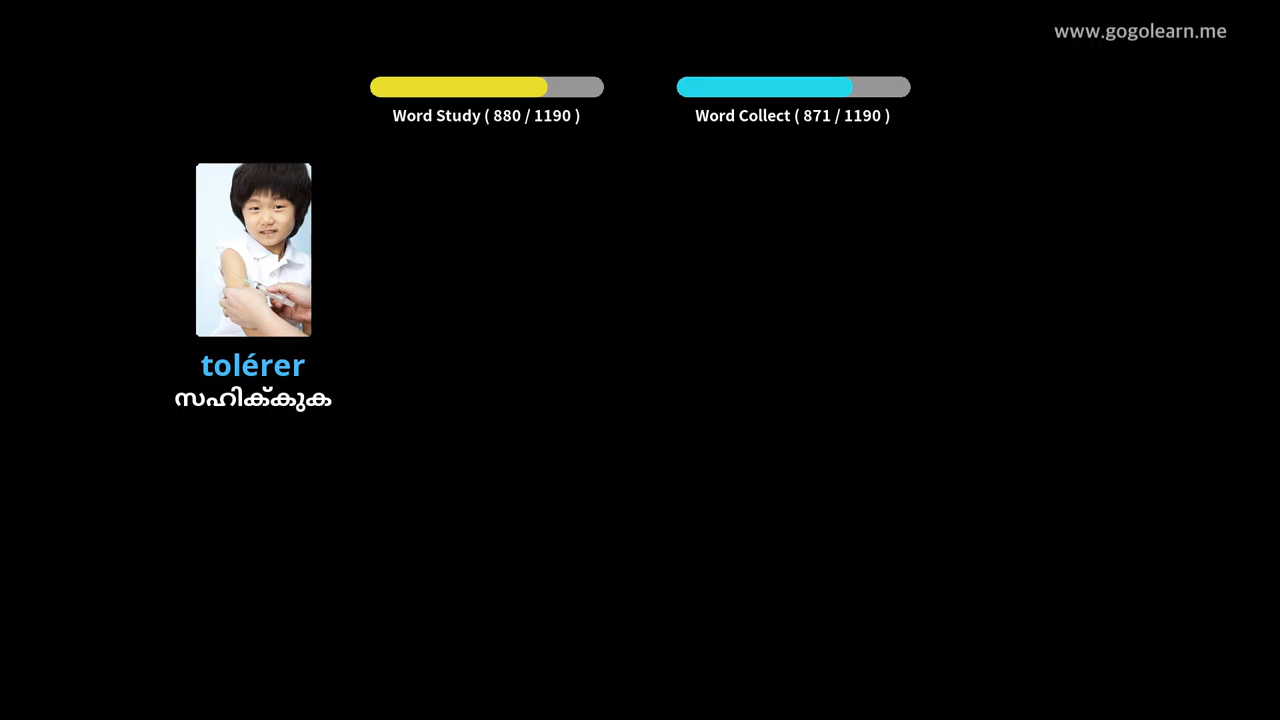 www.gogolearn.me
Word Study ( 880 / 1190 )
Word Collect ( 871 / 1190 )
tolérer
സഹിക്കുക